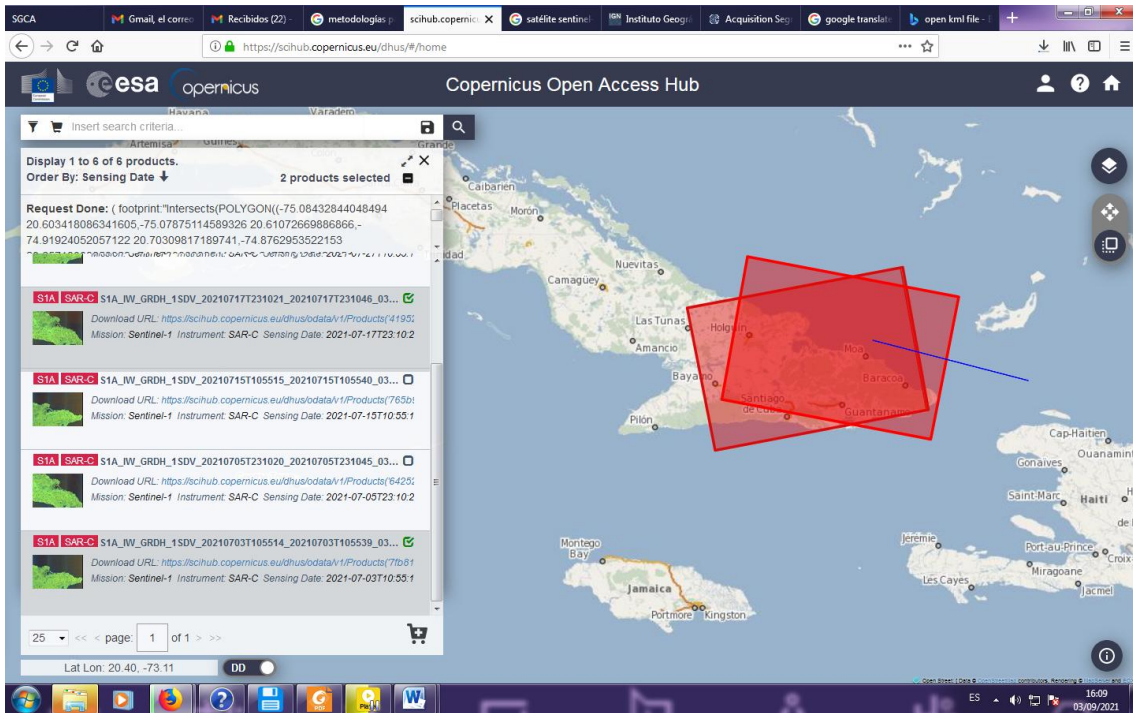 SGCA
Gmail, el correo
Recibidos (22) -
metodologías p
scihub.copernicu
satélite sentinel
IGN Instituto Geográ
Acquisition Seg
google translate
open kml file -
https://scihub.copernicus.eu/dhus/#/home
esa
opernicus
Copernicus Open Access Hub
Insert search criteria...
Display 1 to 6 of 6 products.
Order By: Sensing Date
2 products selected
Request Done: ( footprint:"Intersects(POLYGON((-75.08432844048494
20.603418086341605,-75.07875114589326 20.61072669886866,-
74.91924052057122 20.70309817189741,-74.8762953522153
S1A SAR-C S1A_IW_GRDH_1SDV_20210717T231021_20210717T231046_03...
Download URL: https://scihub.copernicus.eu/dhus/odata/v1/Products('4195
Mission: Sentinel-1 Instrument: SAR-C Sensing Date: 2021-07-17T23:10:2
S1A SAR-C S1A_IW_GRDH_1SDV_20210715T105515_20210715T105540_03...
Download URL: https://scihub.copernicus.eu/dhus/odata/v1/Products('765b
Mission: Sentinel-1 Instrument: SAR-C Sensing Date: 2021-07-15T10:55:1
S1A SAR-C S1A_IW_GRDH_1SDV_20210705T231020_20210705T231045_03...
Download URL: https://scihub.copernicus.eu/dhus/odata/v1/Products('6425
Mission: Sentinel-1 Instrument: SAR-C Sensing Date: 2021-07-05T23:10:2
S1A SAR-C S1A_IW_GRDH_1SDV_20210703T105514_20210703T105539_03...
Download URL: https://scihub.copernicus.eu/dhus/odata/v1/Products('7fb81
Mission: Sentinel-1 Instrument: SAR-C Sensing Date: 2021-07-03T10:55:1
25 << < page: 1 of 1 > >>
Lat Lon: 20.40, -73.11
DD
Havana
Varadero
Artemisa
Grande
Caibarién
Placetas
Morón
idad
Nuevitas
Camagüey
Las Tunas
Holguín
Amancio
Moa
Bayamo
Baracoa
Santiago
de Cuba
Guantanamo
Pilón
Cap-Haïtien
Ouanamint
Gonaives
Saint-Marc
Haiti
Montego
Bay
Jeremie
Port-au-Prince
Croix-
Miragoane
Les Cayes
Jacmel
Jamaica
Portmore
Kingston
ES
16:09
03/09/2021